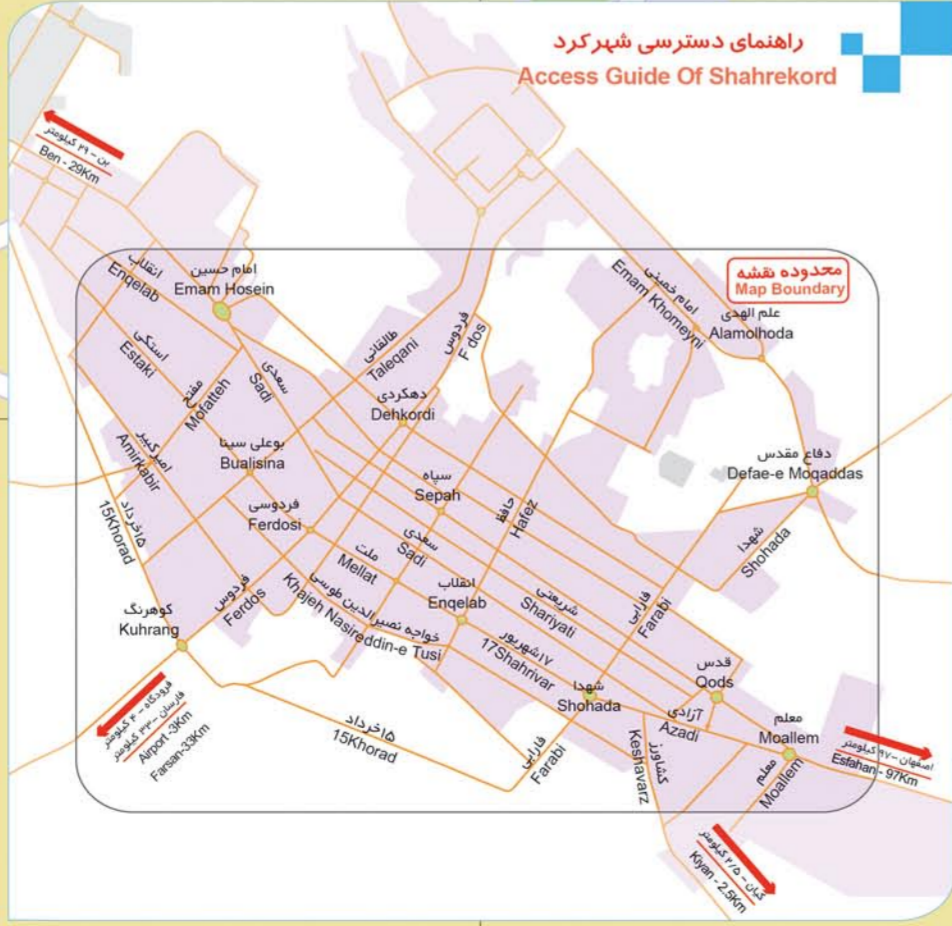 راهنمای دسترسی شهرکرد
Access Guide Of Shahrekord
بن - ۲۹ کیلومتر
Ben - 29Km
محدوده نقشه
Map Boundary
انقلاب
Enqelab
امام حسین
Emam Hosein
امام خمینی
Emam Khomeyni
علم الهدی
Alamolhoda
استکی
Estaki
مفتح
Mofatteh
سعدی
Sadi
طالقانی
Taleqani
فردوس
F dos
دهکردی
Dehkordi
امیرکبیر
Amirkabir
بوعلی سینا
Bualisina
سپاه
Sepah
دفاع مقدس
Defae-e Moqaddas
۱۵خرداد
15Khorad
فردوسی
Ferdosi
سعدی
Sadi
حافظ
Hafez
شهدا
Shohada
ملت
Mellat
انقلاب
Enqelab
شریعتی
Shariyati
فارابی
Farabi
کوهرنگ
Kuhrang
فردوس
Ferdos
خواجه نصیرالدین طوسی
Khajeh Nasireddin-e Tusi
۱۷شهریور
17Shahrivar
قدس
Qods
شهدا
Shohada
آزادی
Azadi
معلم
Moallem
فرودگاه - ۴ کیلومتر
فارسان - ۳۳ کیلومتر
Airport -3Km
Farsan-33Km
۱۵خرداد
15Khorad
فارابی
Farabi
کشاورز
Keshavarz
معلم
Moallem
اصفهان - ۹۷ کیلومتر
Esfahan - 97Km
کیان - ۲/۵ کیلومتر
Kiyan - 2.5Km